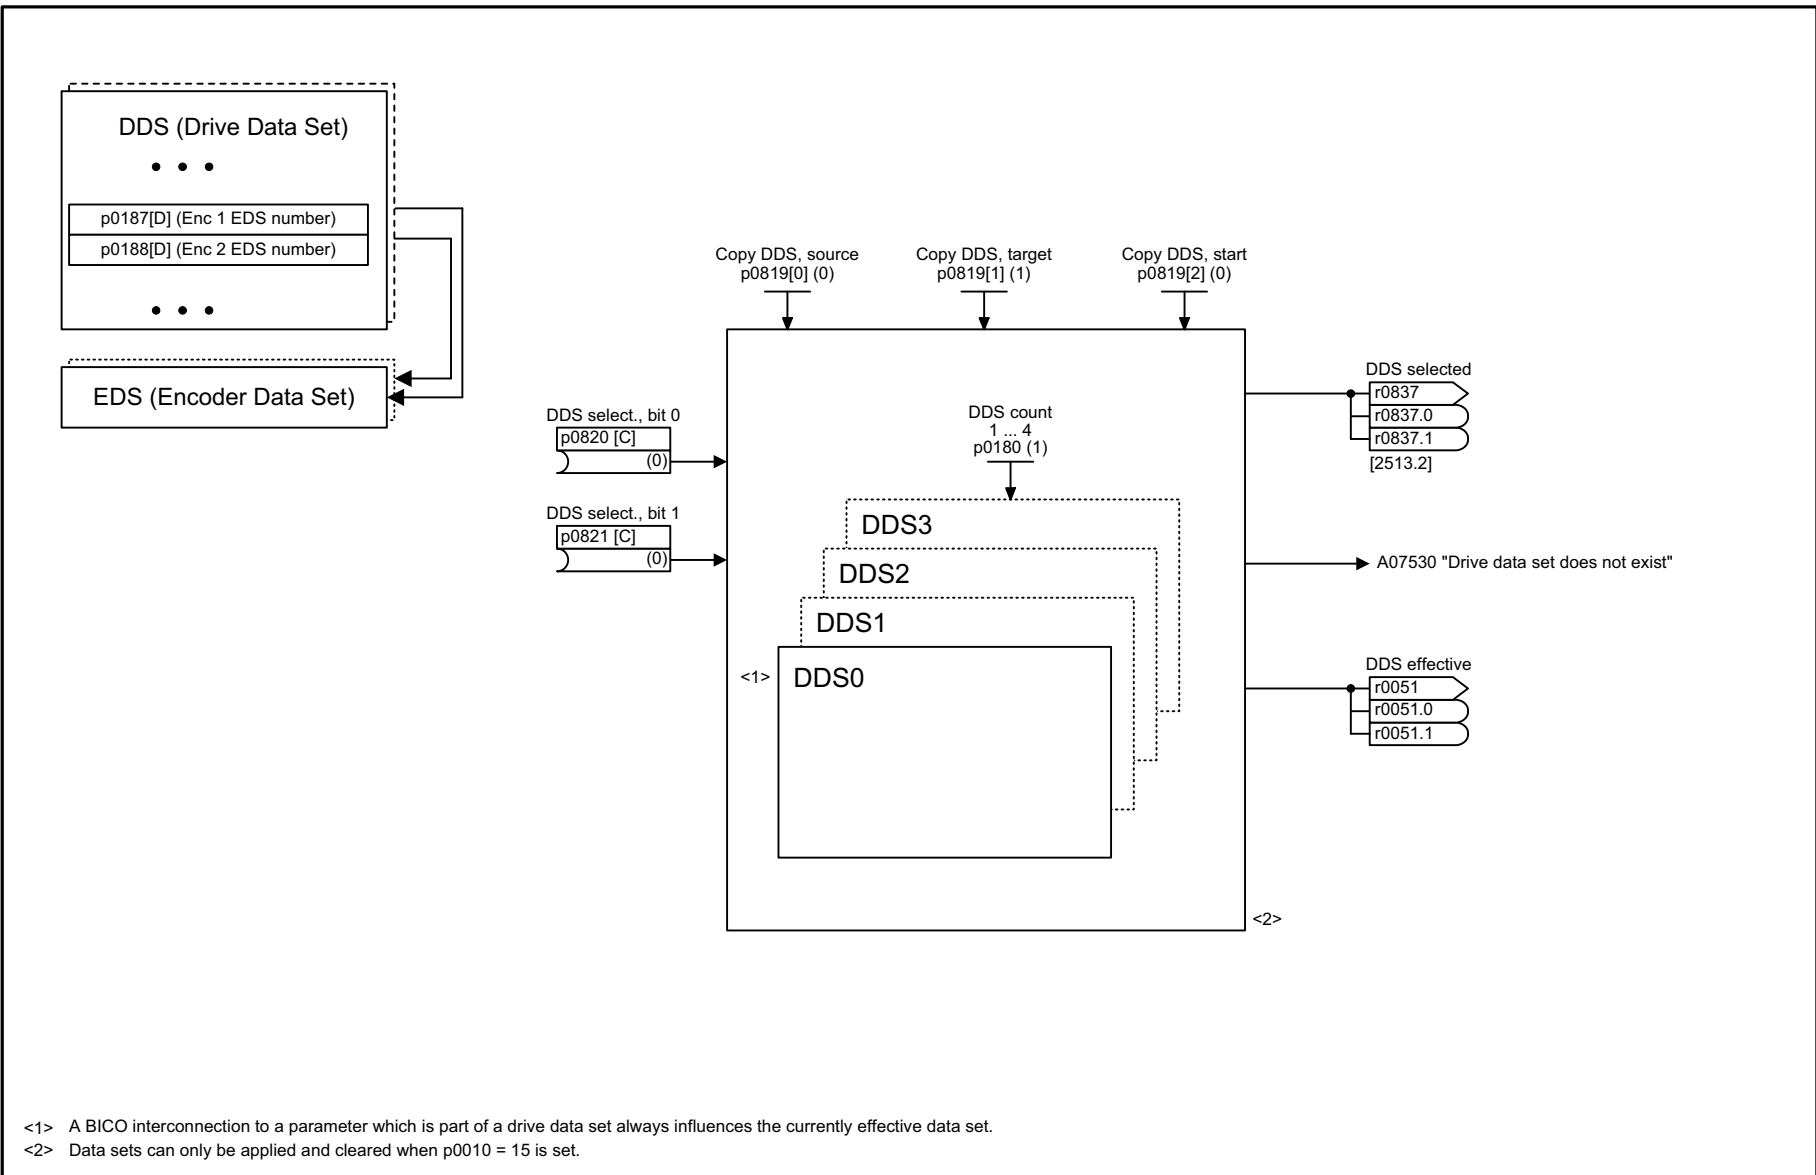 DDS (Drive Data Set)
p0187[D] (Enc 1 EDS number)
p0188[D] (Enc 2 EDS number)
EDS (Encoder Data Set)
Copy DDS, source
p0819[0] (0)
Copy DDS, target
p0819[1] (1)
Copy DDS, start
p0819[2] (0)
DDS select., bit 0
p0820 [C]
(0)
DDS select., bit 1
p0821 [C]
(0)
DDS count
1 ... 4
p0180 (1)
DDS3
DDS2
DDS1
<1>
DDS0
<2>
DDS selected
r0837
r0837.0
r0837.1
[2513.2]
A07530 "Drive data set does not exist"
DDS effective
r0051
r0051.0
r0051.1
<1> A BICO interconnection to a parameter which is part of a drive data set always influences the currently effective data set.
<2> Data sets can only be applied and cleared when p0010 = 15 is set.